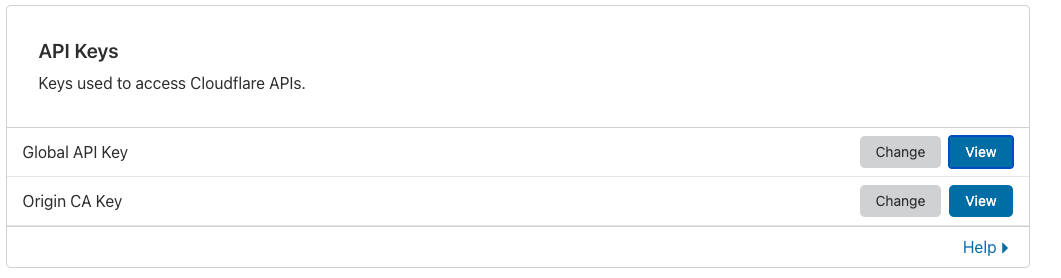 API Keys
Keys used to access Cloudflare APIs.
Global API Key Change View
Origin CA Key Change View
Help